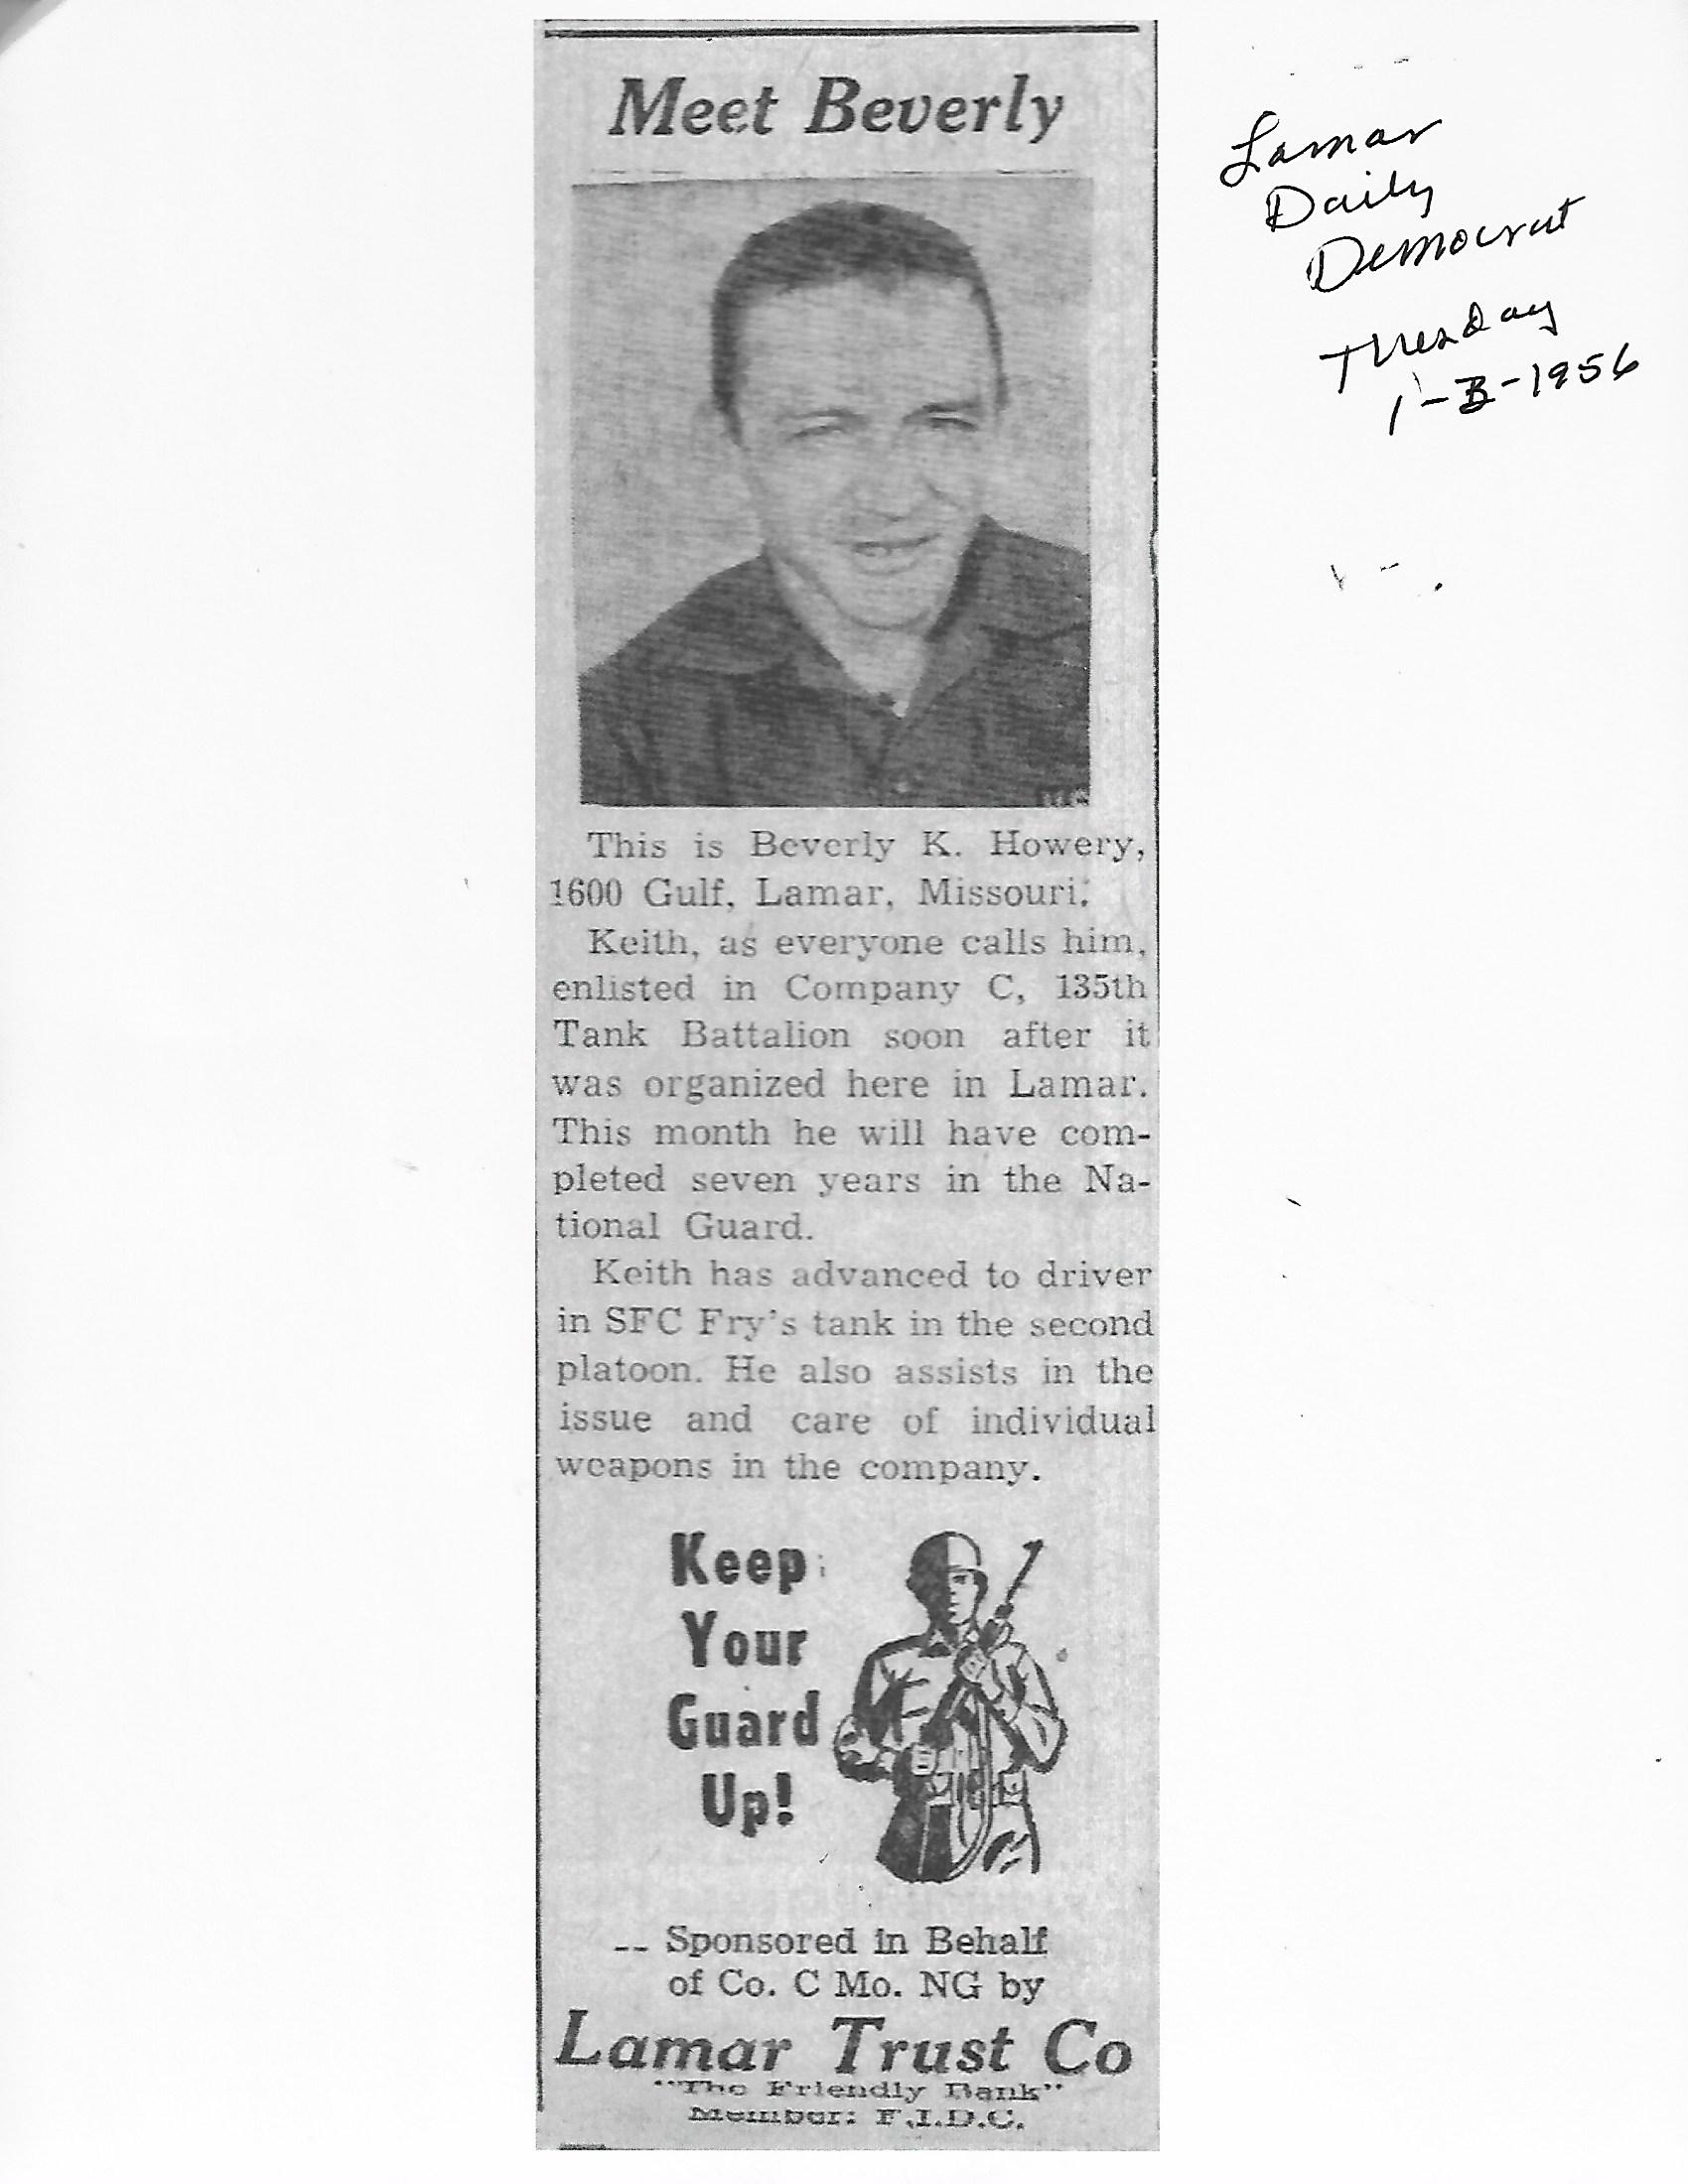 Meet Beverly
Lamar
Daily
Democrat
Tuesday
1-3-1956
This is Beverly K. Howery,
1600 Gulf, Lamar, Missouri.
Keith, as everyone calls him,
enlisted in Company C, 135th
Tank Battalion soon after it
was organized here in Lamar.
This month he will have com-
pleted seven years in the Na-
tional Guard.
Keith has advanced to driver
in SFC Fry's tank in the second
platoon. He also assists in the
issue and care of individual
weapons in the company.
Keep
Your
Guard
Up!
-- Sponsored in Behalf
of Co. C Mo. NG by
Lamar Trust Co
"The Friendly Bank"
Member: F.I.D.C.